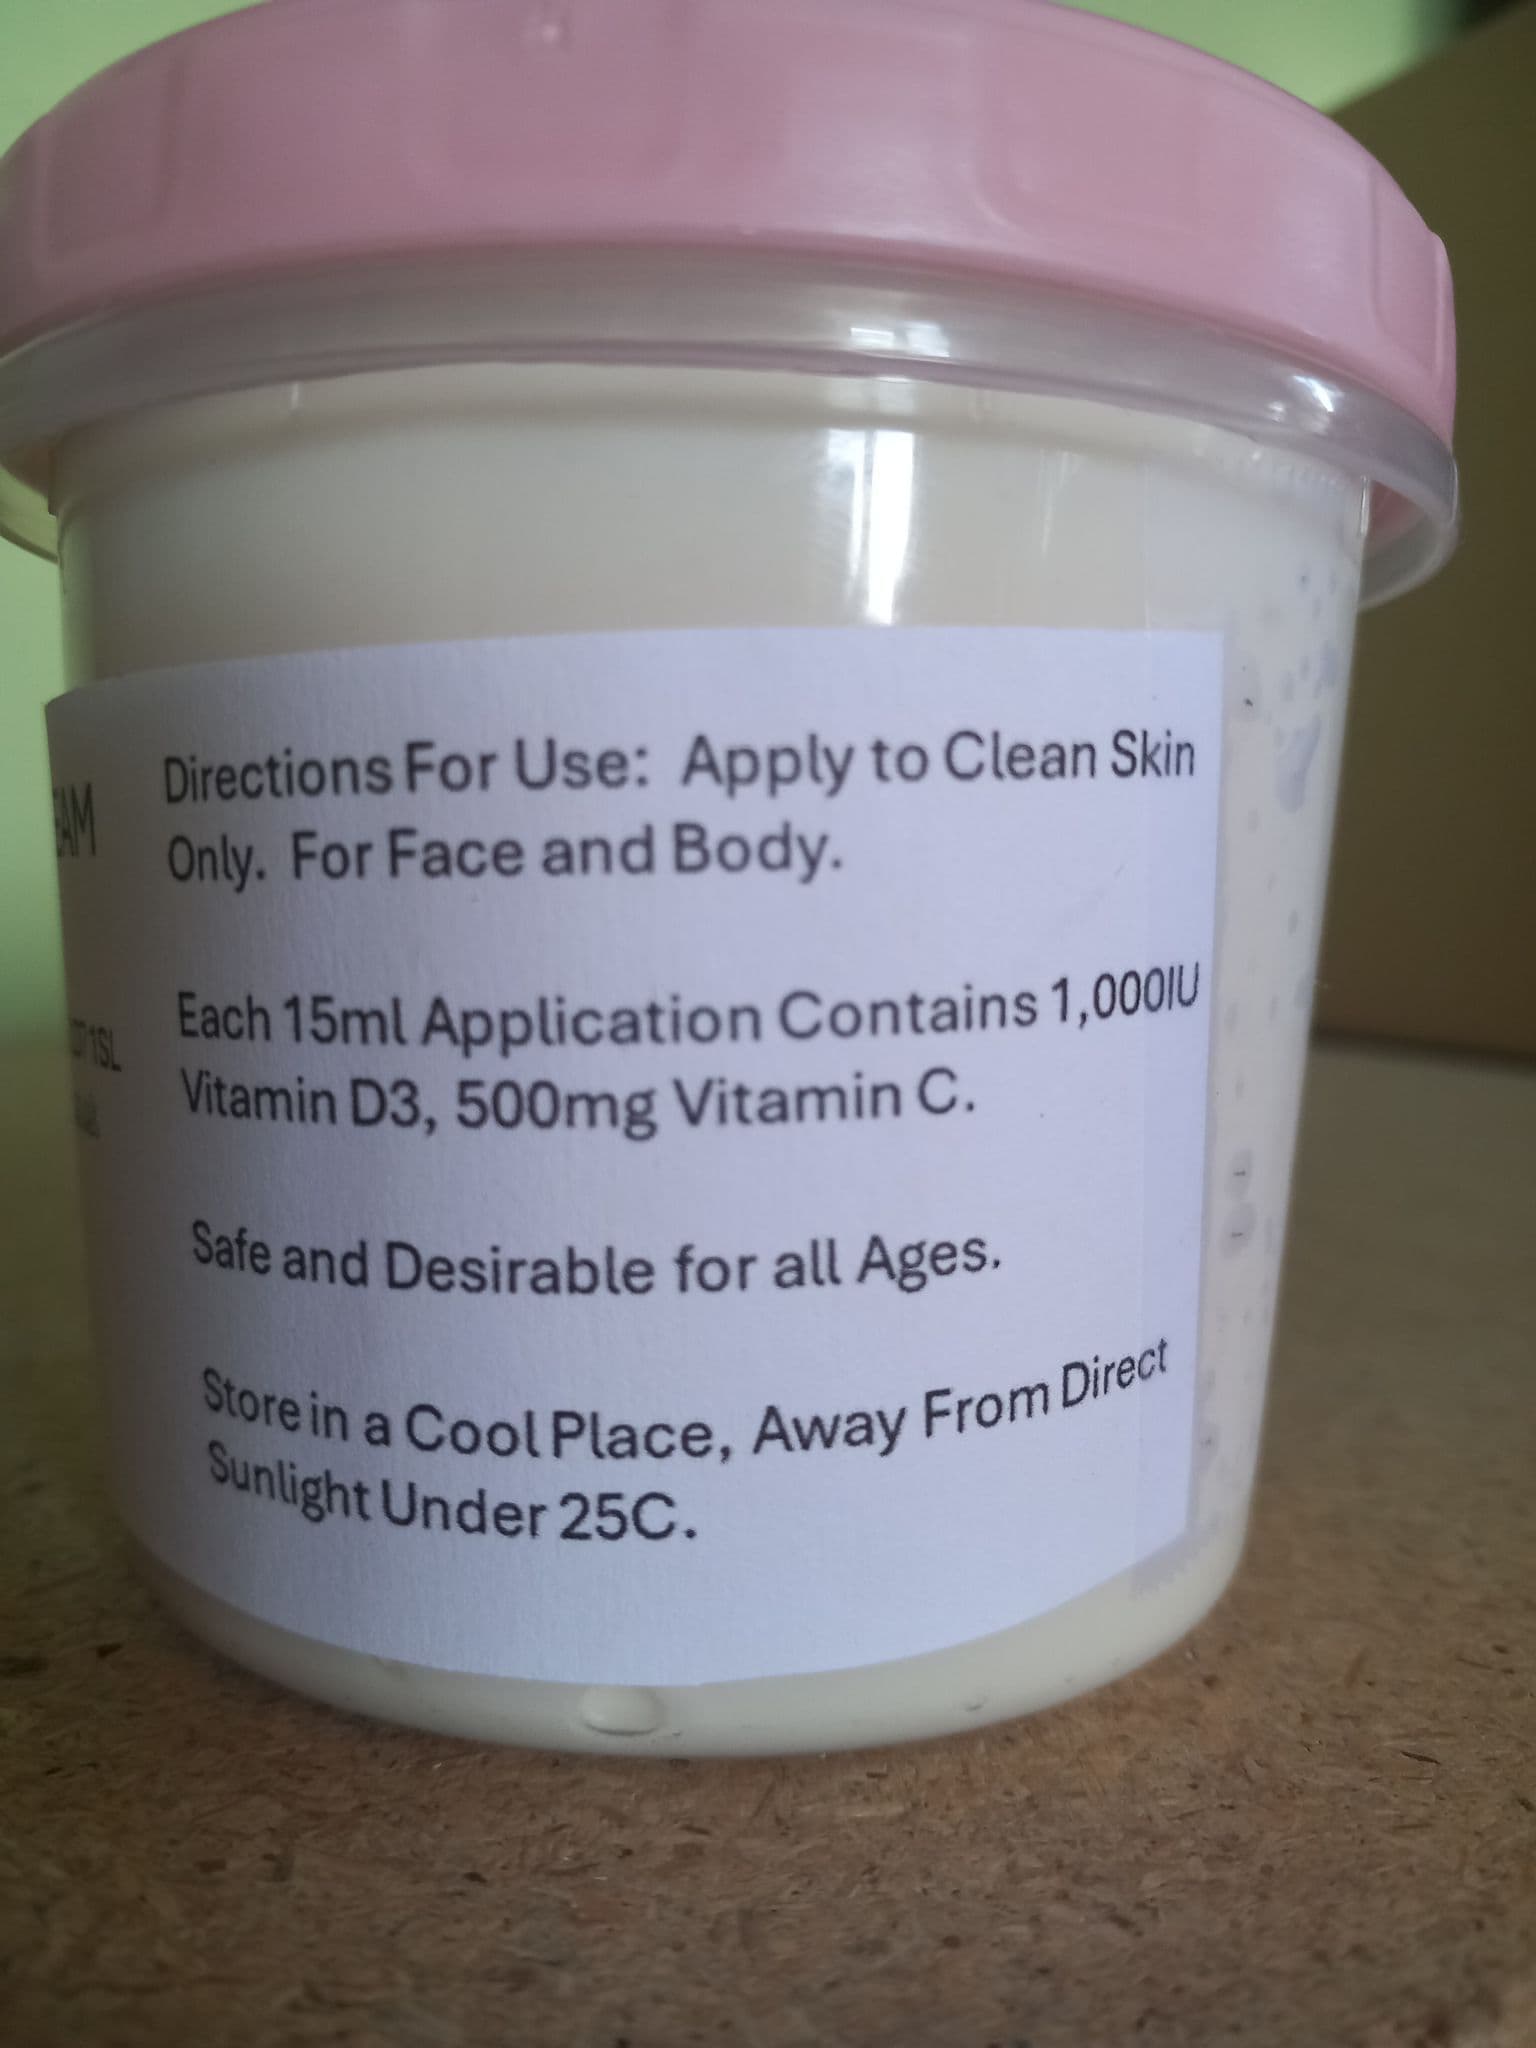 Directions For Use: Apply to Clean Skin
Only. For Face and Body.
Each 15ml Application Contains 1,000IU
Vitamin D3, 500mg Vitamin C.
Safe and Desirable for all Ages.
Store in a Cool Place, Away From Direct
Sunlight Under 25C.